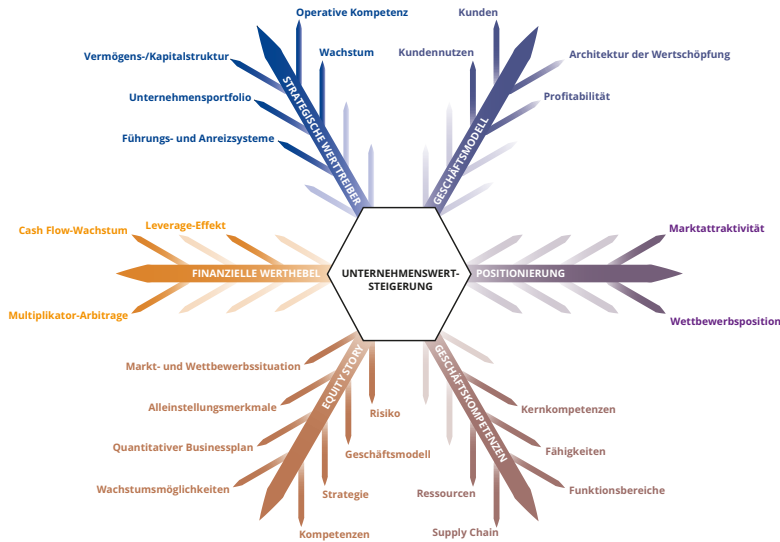 Operative Kompetenz
Kunden
Vermögens-/Kapitalstruktur
Wachstum
Kundennutzen
Architektur der Wertschöpfung
Unternehmensportfolio
Profitabilität
Führungs- und Anreizsysteme
STRATEGISCHE WERTTREIBER
GESCHÄFTSMODELL
Cash Flow-Wachstum
Leverage-Effekt
Marktattraktivität
FINANZIELLE WERTHEBEL
UNTERNEHMENSWERT-
STEIGERUNG
POSITIONIERUNG
Multiplikator-Arbitrage
Wettbewerbsposition
EQUITY STORY
GESCHÄFTSKOMPETENZEN
Markt- und Wettbewerbssituation
Alleinstellungsmerkmale
Risiko
Kernkompetenzen
Quantitativer Businessplan
Geschäftsmodell
Fähigkeiten
Wachstumsmöglichkeiten
Strategie
Ressourcen
Funktionsbereiche
Kompetenzen
Supply Chain